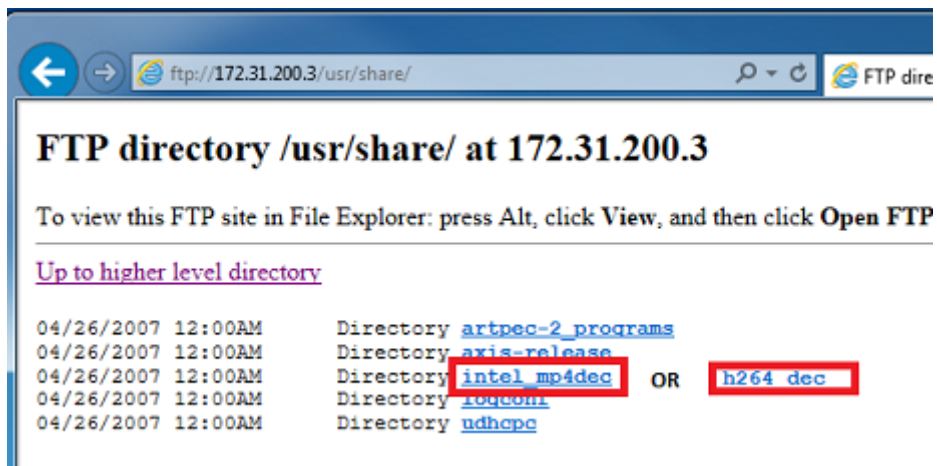 ftp://172.31.200.3/usr/share/ FTP dire
FTP directory /usr/share/ at 172.31.200.3
To view this FTP site in File Explorer: press Alt, click View, and then click Open FTP
Up to higher level directory
04/26/2007 12:00AM Directory artpec-2_programs
04/26/2007 12:00AM Directory axis-release
04/26/2007 12:00AM Directory intel_mp4dec OR h264 dec
04/26/2007 12:00AM Directory logconf
04/26/2007 12:00AM Directory udhcpc